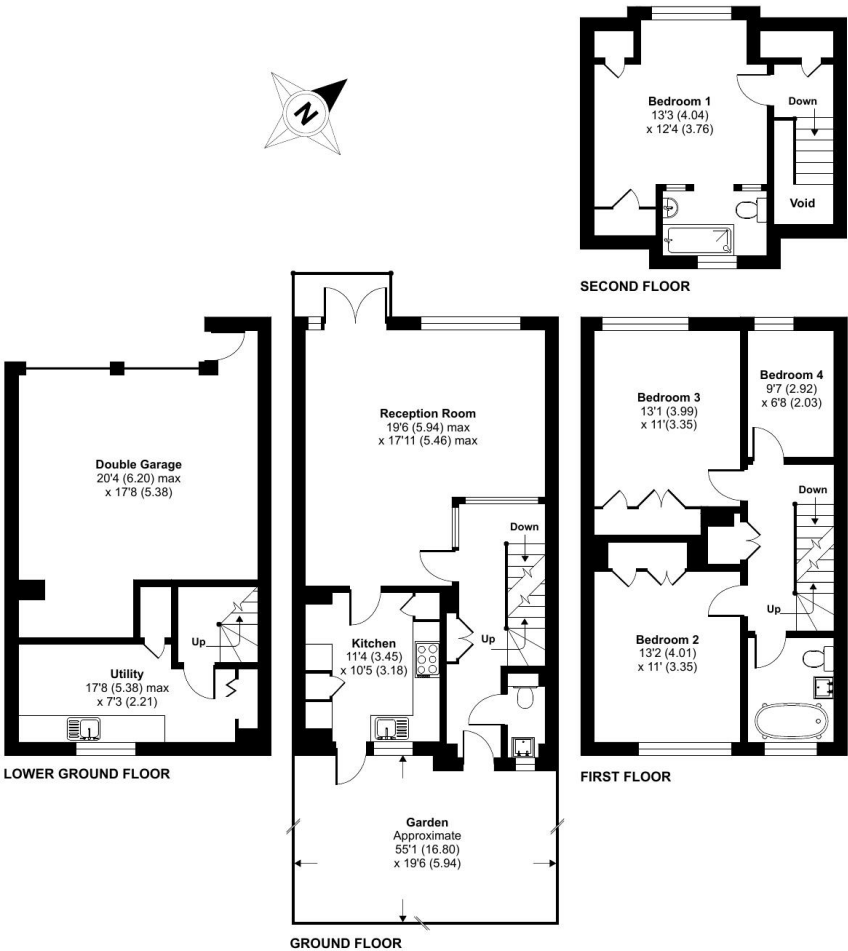 N
Bedroom 1
13'3 (4.04)
x 12'4 (3.76)
Down
Void
SECOND FLOOR
Double Garage
20'4 (6.20) max
x 17'8 (5.38)
Up
Utility
17'8 (5.38) max
x 7'3 (2.21)
LOWER GROUND FLOOR
Reception Room
19'6 (5.94) max
x 17'11 (5.46) max
Down
Up
Kitchen
11'4 (3.45)
x 10'5 (3.18)
Garden
Approximate
55'1 (16.80)
x 19'6 (5.94)
GROUND FLOOR
Bedroom 3
13'1 (3.99)
x 11'(3.35)
Bedroom 4
9'7 (2.92)
x 6'8 (2.03)
Down
Up
Bedroom 2
13'2 (4.01)
x 11' (3.35)
FIRST FLOOR